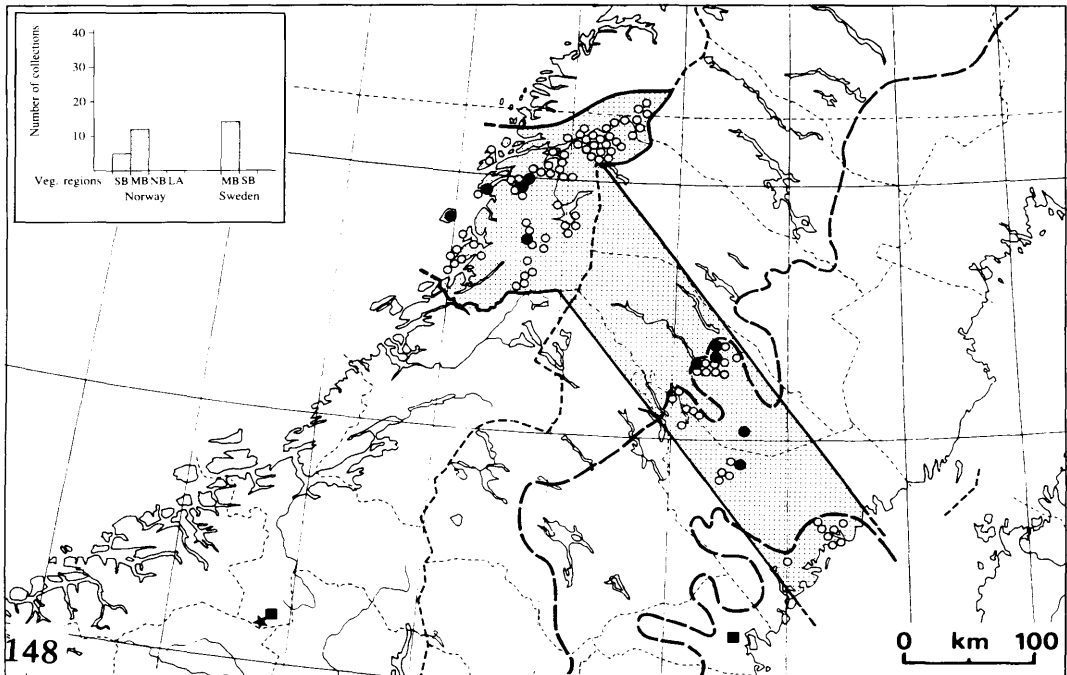 Number of collections
40
30
20
10
Veg. regions SB MB NB LA MB SB
Norway Sweden
148
0 km 100